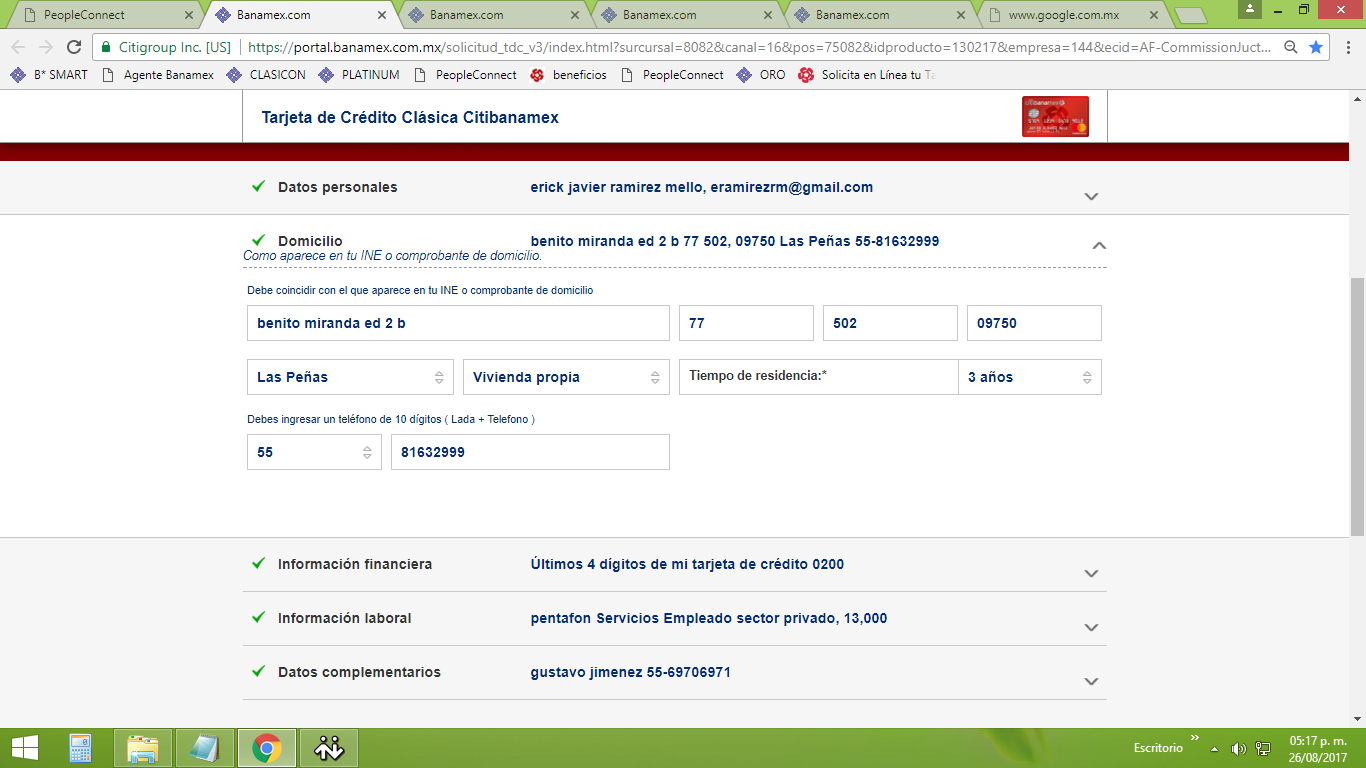 PeopleConnect
Banamex.com
Banamex.com
Banamex.com
Banamex.com
www.google.com.mx
Citigroup Inc. [US] https://portal.banamex.com.mx/solicitud_tdc_v3/index.html?surcursal=8082&canal=16&pos=75082&idproducto=130217&empresa=144&ecid=AF-CommissionJuct...
B* SMART Agente Banamex CLASICON PLATINUM PeopleConnect beneficios PeopleConnect ORO Solicita en Línea tu Ta
Tarjeta de Crédito Clásica Citibanamex
Datos personales erick javier ramirez mello, eramirezrm@gmail.com
Domicilio benito miranda ed 2 b 77 502, 09750 Las Peñas 55-81632999
Como aparece en tu INE o comprobante de domicilio.
Debe coincidir con el que aparece en tu INE o comprobante de domicilio
benito miranda ed 2 b 77 502 09750
Las Peñas Vivienda propia Tiempo de residencia:* 3 años
Debes ingresar un teléfono de 10 dígitos ( Lada + Telefono )
55 81632999
Información financiera Últimos 4 dígitos de mi tarjeta de crédito 0200
Información laboral pentafon Servicios Empleado sector privado, 13,000
Datos complementarios gustavo jimenez 55-69706971
Escritorio
05:17 p. m.
26/08/2017